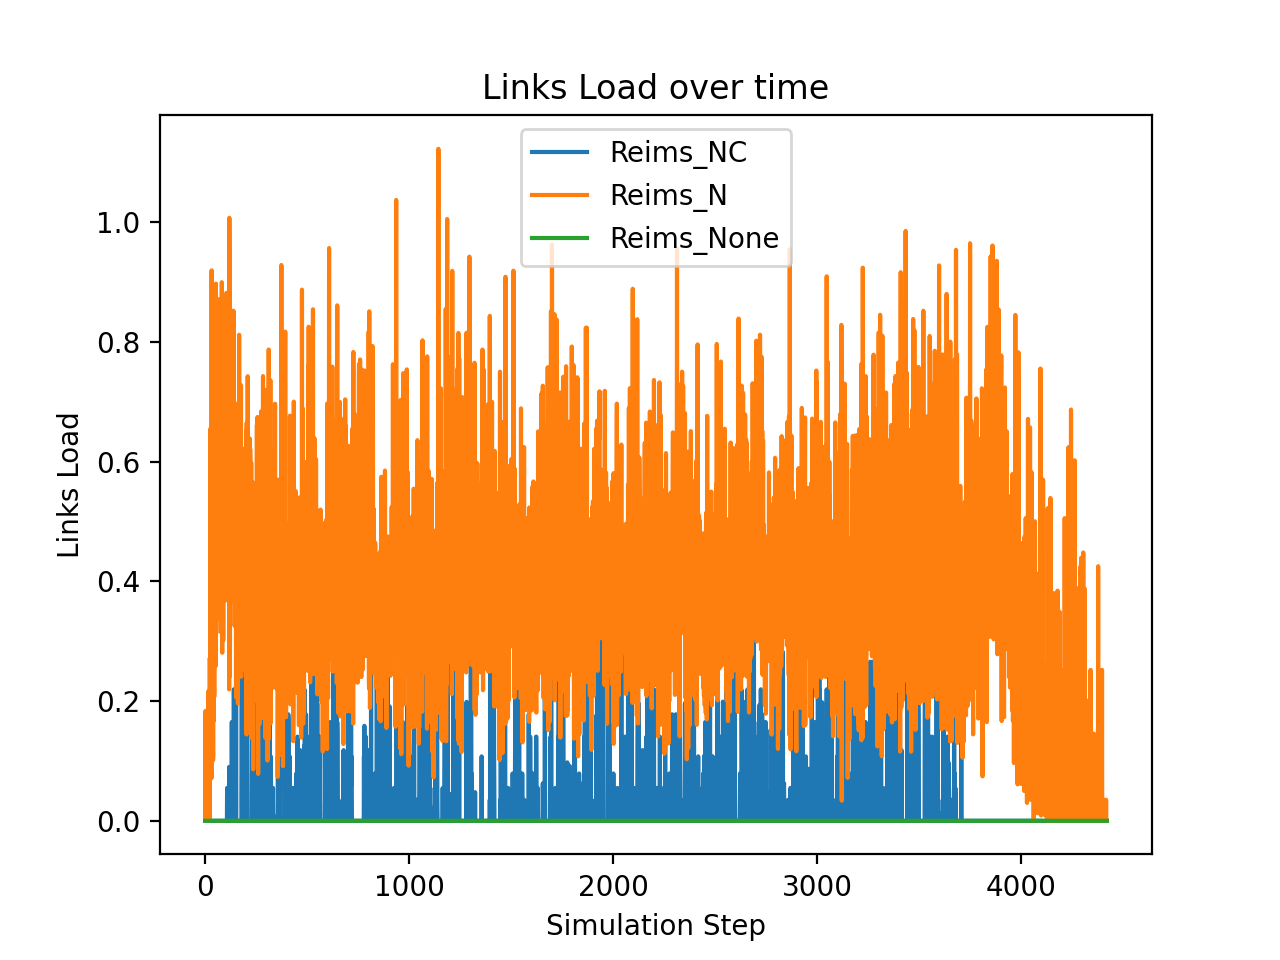 Links Load over time
Reims_NC
Reims_N
Reims_None
Links Load
1.0
0.8
0.6
0.4
0.2
0.0
0 1000 2000 3000 4000
Simulation Step